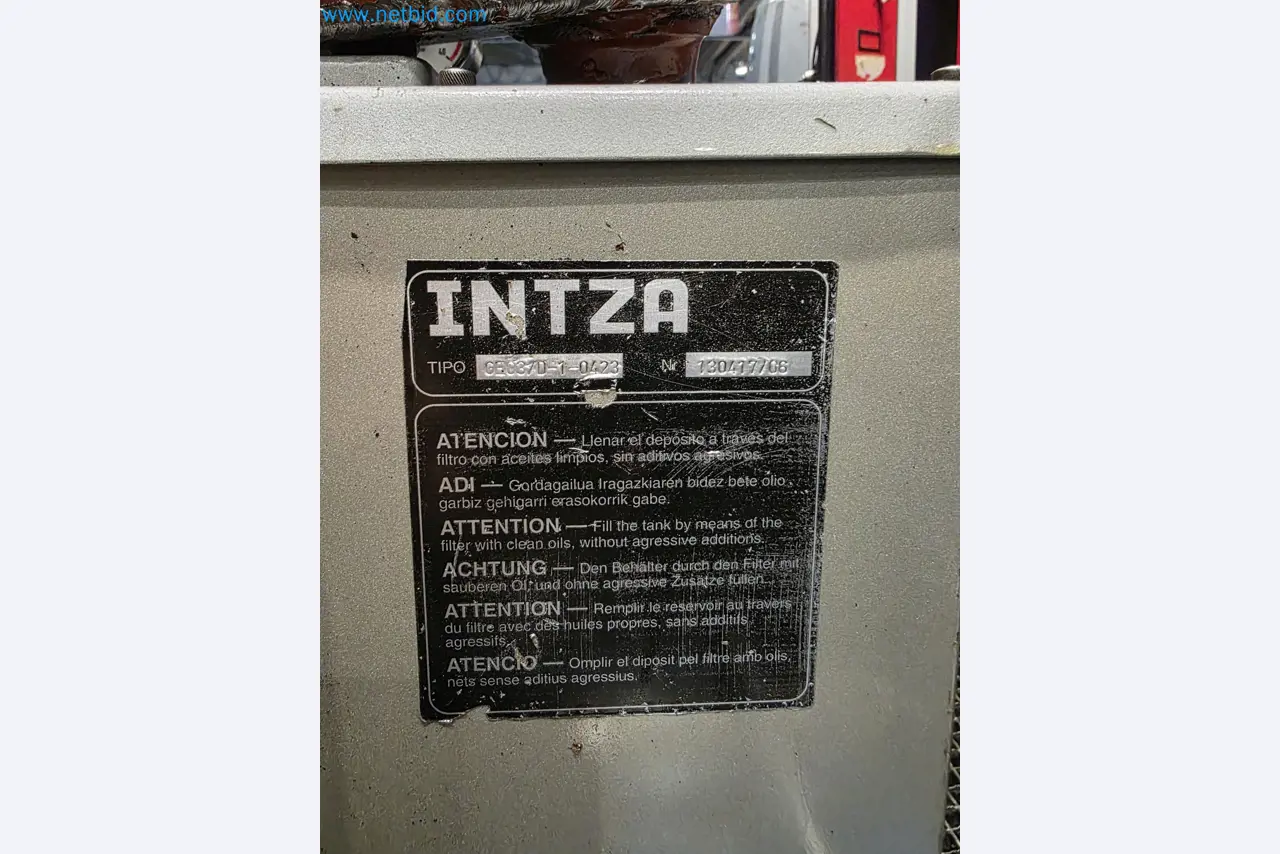 www.netbid.com
INTZA
TIPO
Nr
ATENCION — Llenar el deposito a través del
filtro con aceites limpios, sin aditivos agresivos.
ADI — Gordagailua Iragazkiaren bidez bete olio
garbiz gehigarri erasokorrik gabe.
ATTENTION — Fill the tank by means of the
filter with clean oils, without agressive additions.
ACHTUNG — Den Behälter durch den Filter mit
sauberen Öl und ohne agressive Zusätze füllen.
ATTENTION — Remplir le reservoir au travers
du filtre avec des huiles propres, sans additifs
agressifs.
ATENCIO — Omplir el diposit pel filtre amb olis,
nets sense aditius agressius.